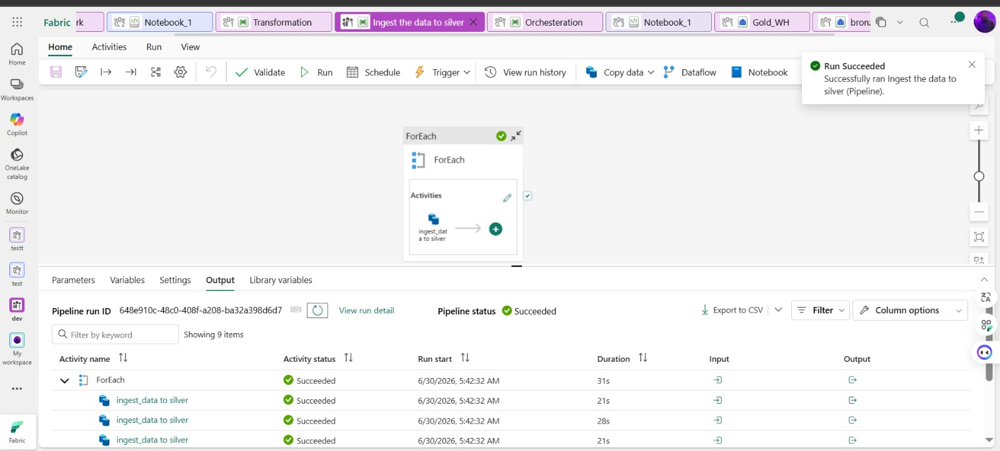 Fabric
rk
Notebook_1
Transformation
Ingest the data to silver
Orchesteration
Notebook_1
Gold_WH
bronz
Home
Activities
Run
View
Validate
Run
Schedule
Trigger
View run history
Copy data
Dataflow
Notebook
Run Succeeded
Successfully ran Ingest the data to
silver (Pipeline).
Home
Workspaces
Copilot
OneLake
catalog
Monitor
testt
test
dev
My
workspace
Fabric
ForEach
ForEach
Activities
ingest_dat
a to silver
Parameters
Variables
Settings
Output
Library variables
Pipeline run ID 648e910c-48c0-408f-a208-ba32a398d6d7
View run detail
Pipeline status Succeeded
Export to CSV
Filter
Column options
Filter by keyword
Showing 9 items
Activity name Activity status Run start Duration Input Output
ForEach Succeeded 6/30/2026, 5:42:32 AM 31s
ingest_data to silver Succeeded 6/30/2026, 5:42:32 AM 21s
ingest_data to silver Succeeded 6/30/2026, 5:42:32 AM 28s
ingest_data to silver Succeeded 6/30/2026, 5:42:32 AM 21s